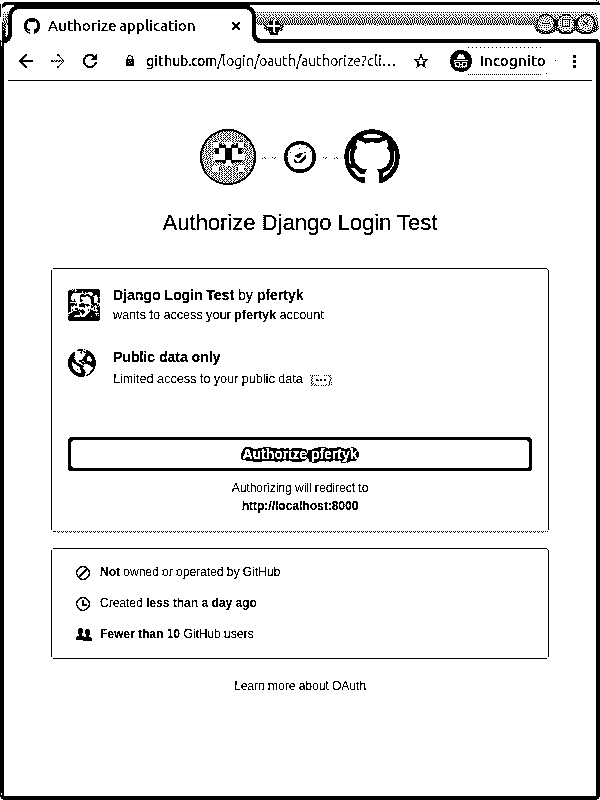 Authorize application
github.com/login/oauth/authorize?cli...
Incognito
Authorize Django Login Test
Django Login Test by pfertyk
wants to access your pfertyk account
Public data only
Limited access to your public data
Authorize pfertyk
Authorizing will redirect to
http://localhost:8000
Not owned or operated by GitHub
Created less than a day ago
Fewer than 10 GitHub users
Learn more about OAuth